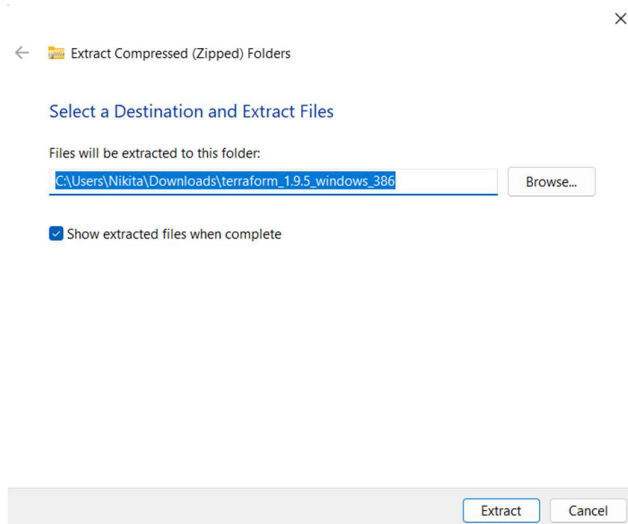 Extract Compressed (Zipped) Folders
Select a Destination and Extract Files
Files will be extracted to this folder:
C:\Users\Nikita\Downloads\terraform_1.9.5_windows_386
Browse...
Show extracted files when complete
Extract
Cancel